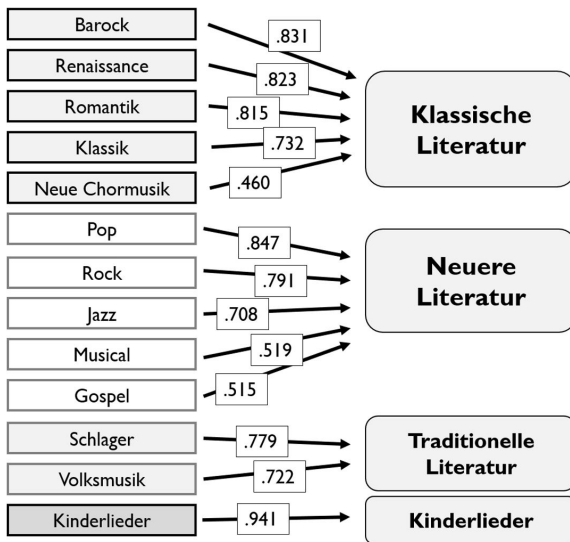 Barock
.831
Renaissance
.823
Romantik
.815
Klassik
.732
Neue Chormusik
.460
Klassische
Literatur
Pop
.847
Rock
.791
Jazz
.708
Musical
.519
Gospel
.515
Neuere
Literatur
Schlager
.779
Volksmusik
.722
Traditionelle
Literatur
Kinderlieder
.941
Kinderlieder